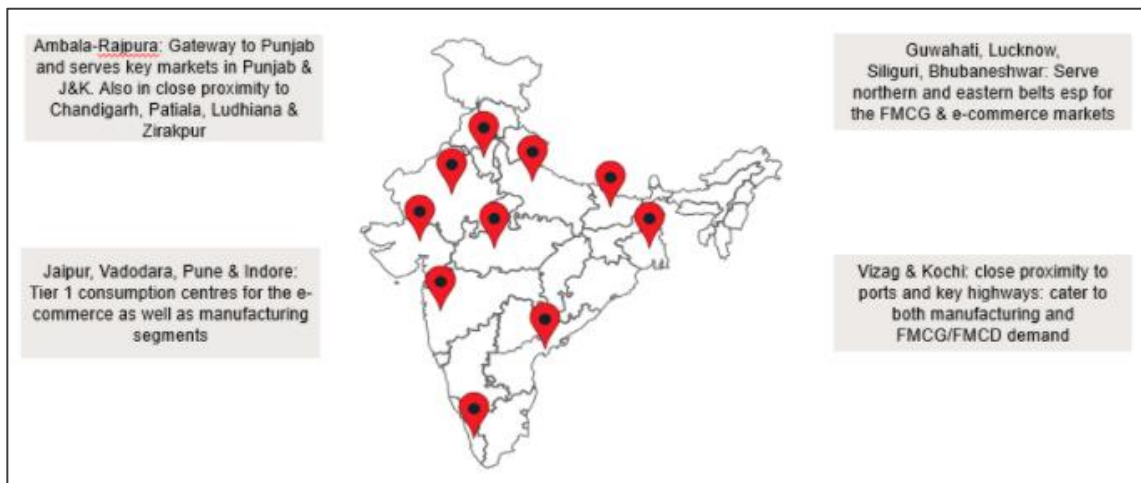 Ambala-Rajpura: Gateway to Punjab
and serves key markets in Punjab &
J&K. Also in close proximity to
Chandigarh, Patiala, Ludhiana &
Zirakpur
Guwahati, Lucknow,
Siliguri, Bhubaneshwar: Serve
northern and eastern belts esp for
the FMCG & e-commerce markets
Jaipur, Vadodara, Pune & Indore:
Tier 1 consumption centres for the e-
commerce as well as manufacturing
segments
Vizag & Kochi: close proximity to
ports and key highways: cater to
both manufacturing and
FMCG/FMCD demand